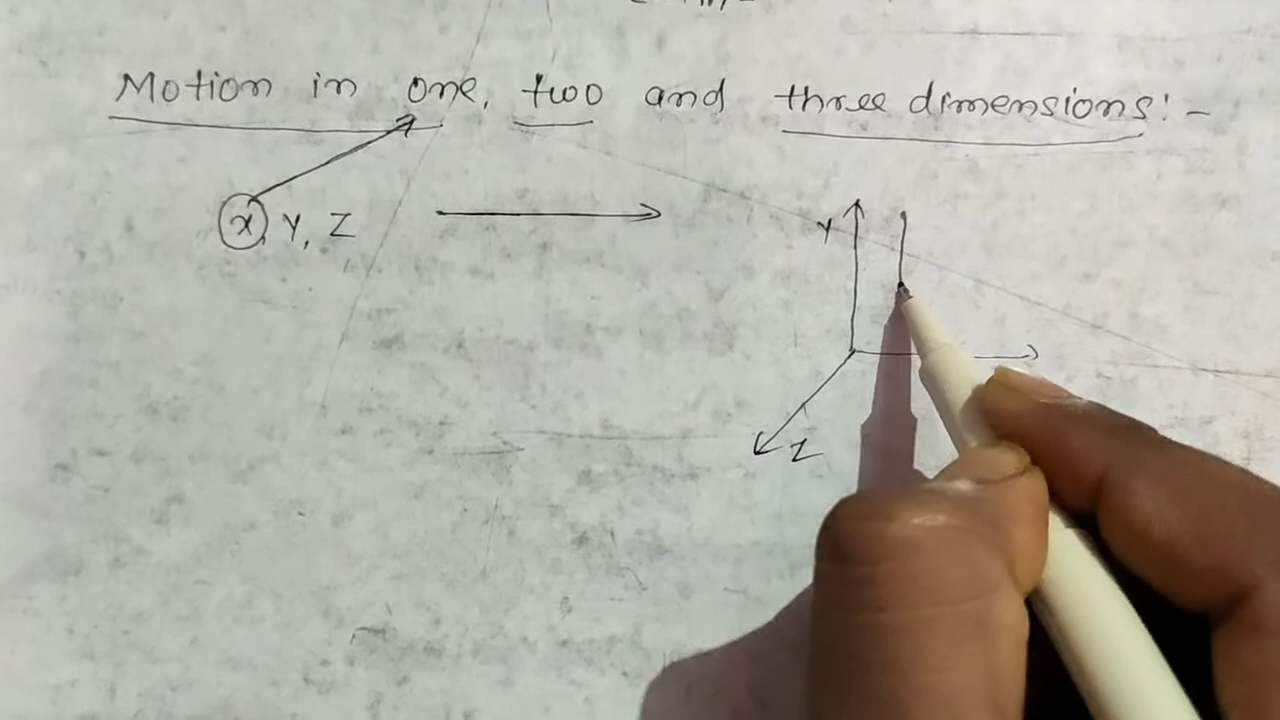 Motion in one, two and three dimensions:-
x, Y, Z
Y
Z